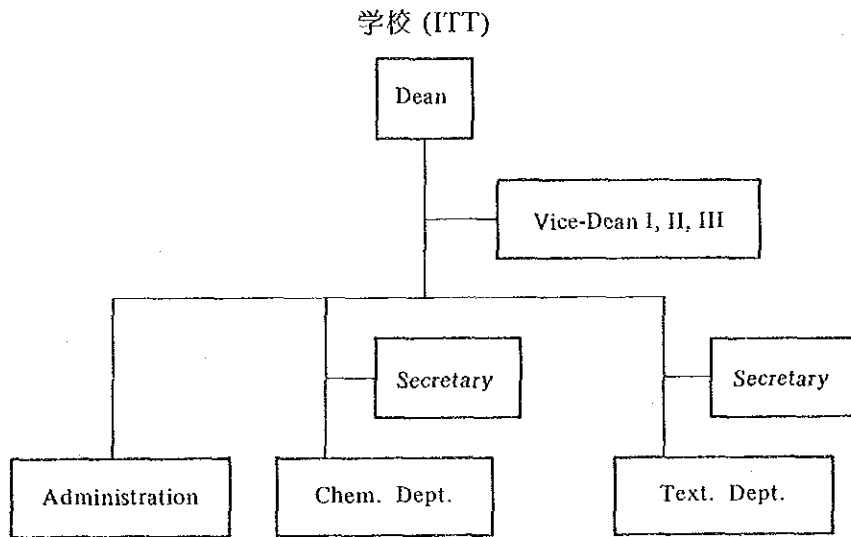 学校 (ITT)
Dean
Vice-Dean I, II, III
Secretary
Secretary
Administration
Chem. Dept.
Text. Dept.